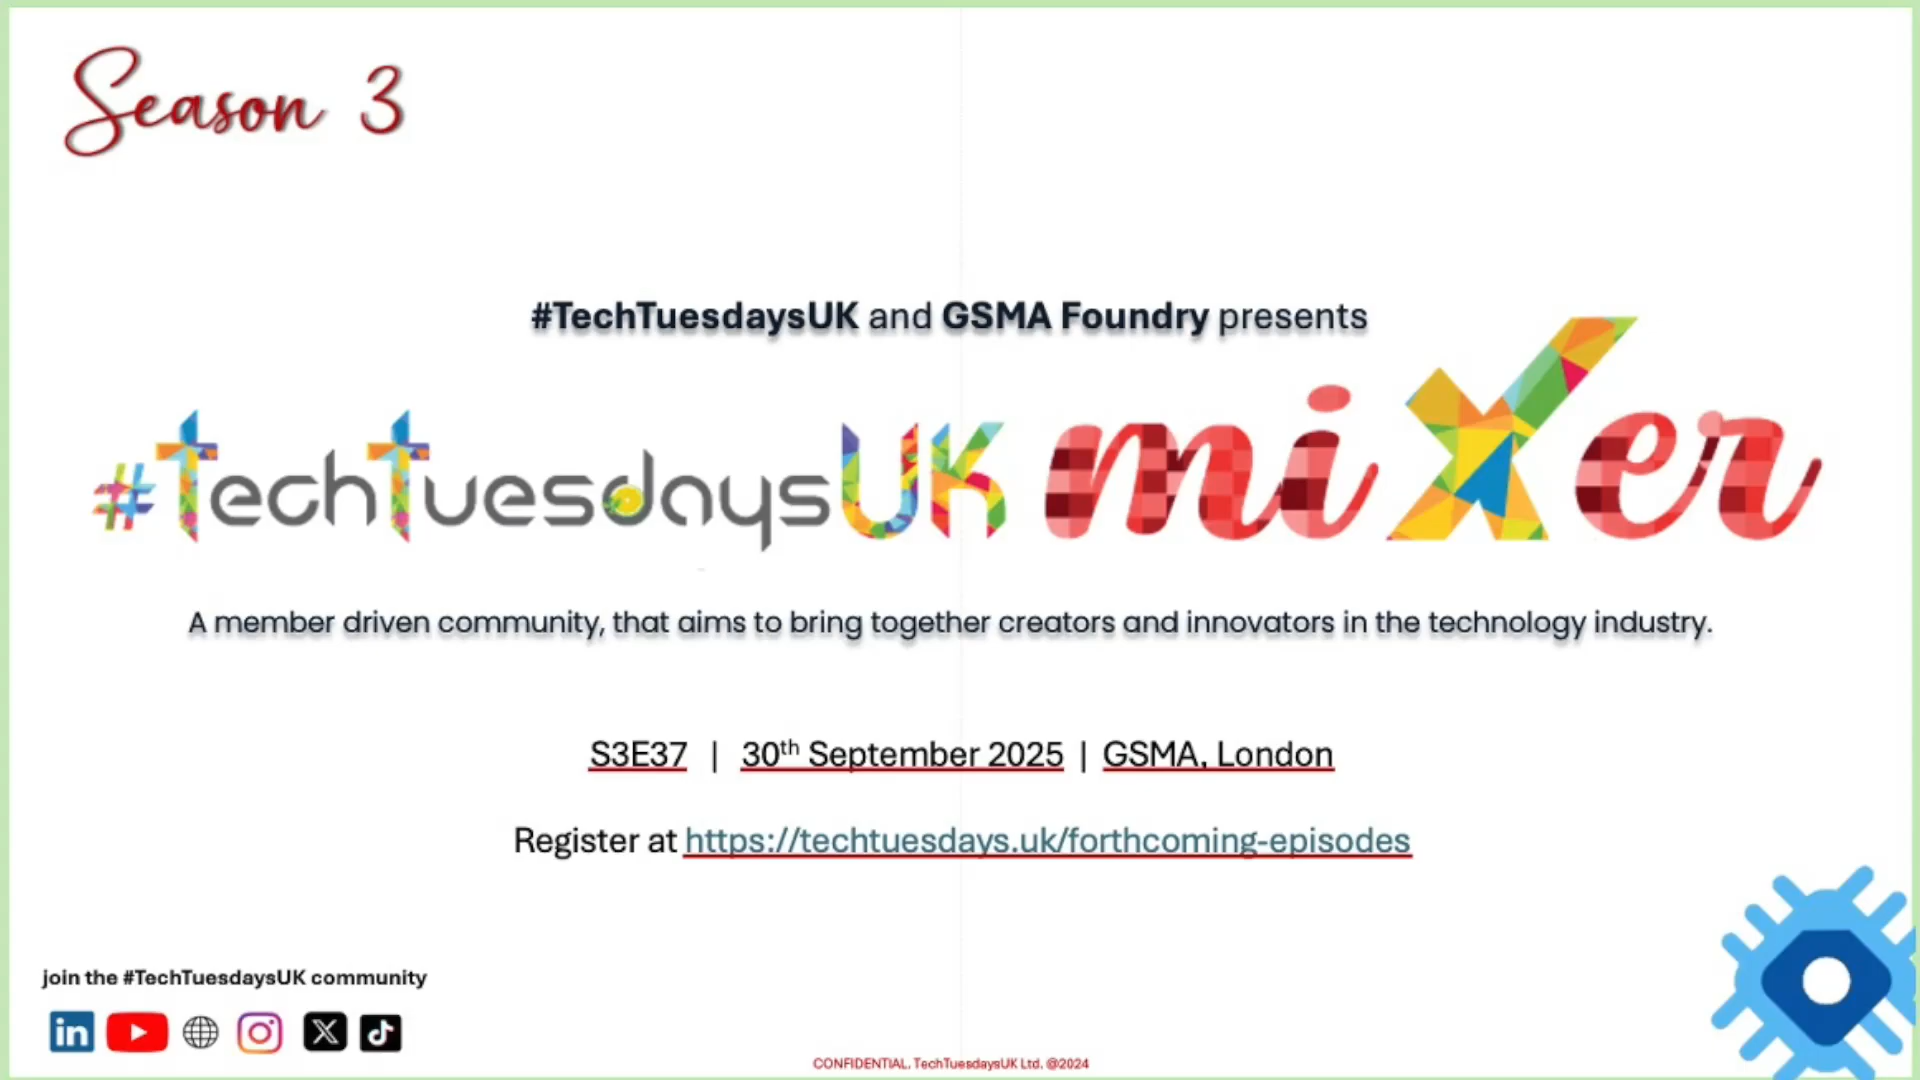 Season 3
#TechTuesdaysUK and GSMA Foundry presents
#TechTuesdaysUK miXer
A member driven community, that aims to bring together creators and innovators in the technology industry.
S3E37 | 30th September 2025 | GSMA, London
Register at https://techtuesdays.uk/forthcoming-episodes
join the #TechTuesdaysUK community
in
CONFIDENTIAL. TechTuesdaysUK Ltd. @2024